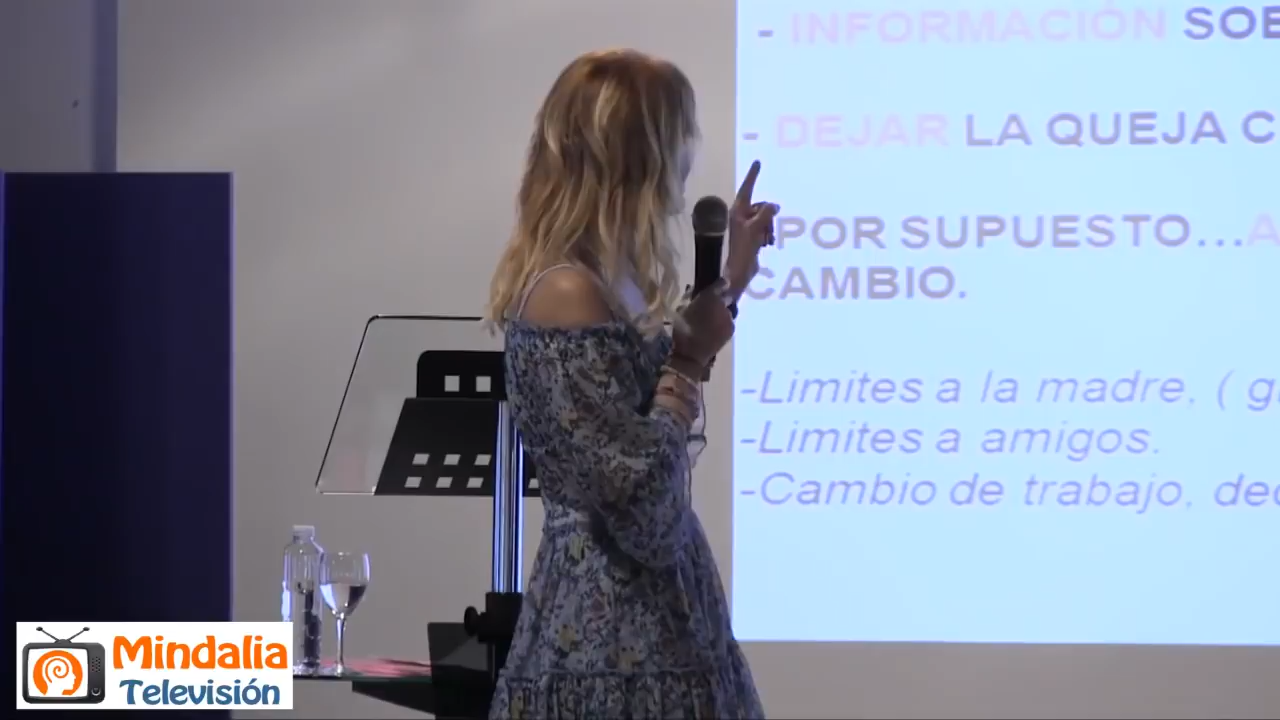 - INFORMACIÓN SOB
- DEJAR LA QUEJA C
POR SUPUESTO...A
CAMBIO.
-Limites a la madre, ( g
-Limites a amigos.
-Cambio de trabajo, de
Mindalia
Televisión